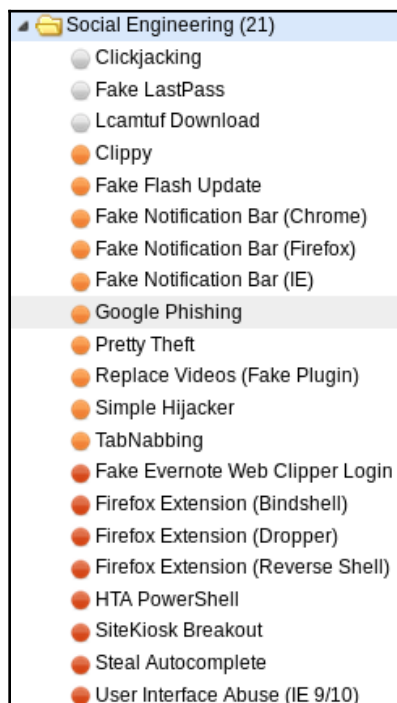 Social Engineering (21)
Clickjacking
Fake LastPass
Lcamtuf Download
Clippy
Fake Flash Update
Fake Notification Bar (Chrome)
Fake Notification Bar (Firefox)
Fake Notification Bar (IE)
Google Phishing
Pretty Theft
Replace Videos (Fake Plugin)
Simple Hijacker
TabNabbing
Fake Evernote Web Clipper Login
Firefox Extension (Bindshell)
Firefox Extension (Dropper)
Firefox Extension (Reverse Shell)
HTA PowerShell
SiteKiosk Breakout
Steal Autocomplete
User Interface Abuse (IE 9/10)